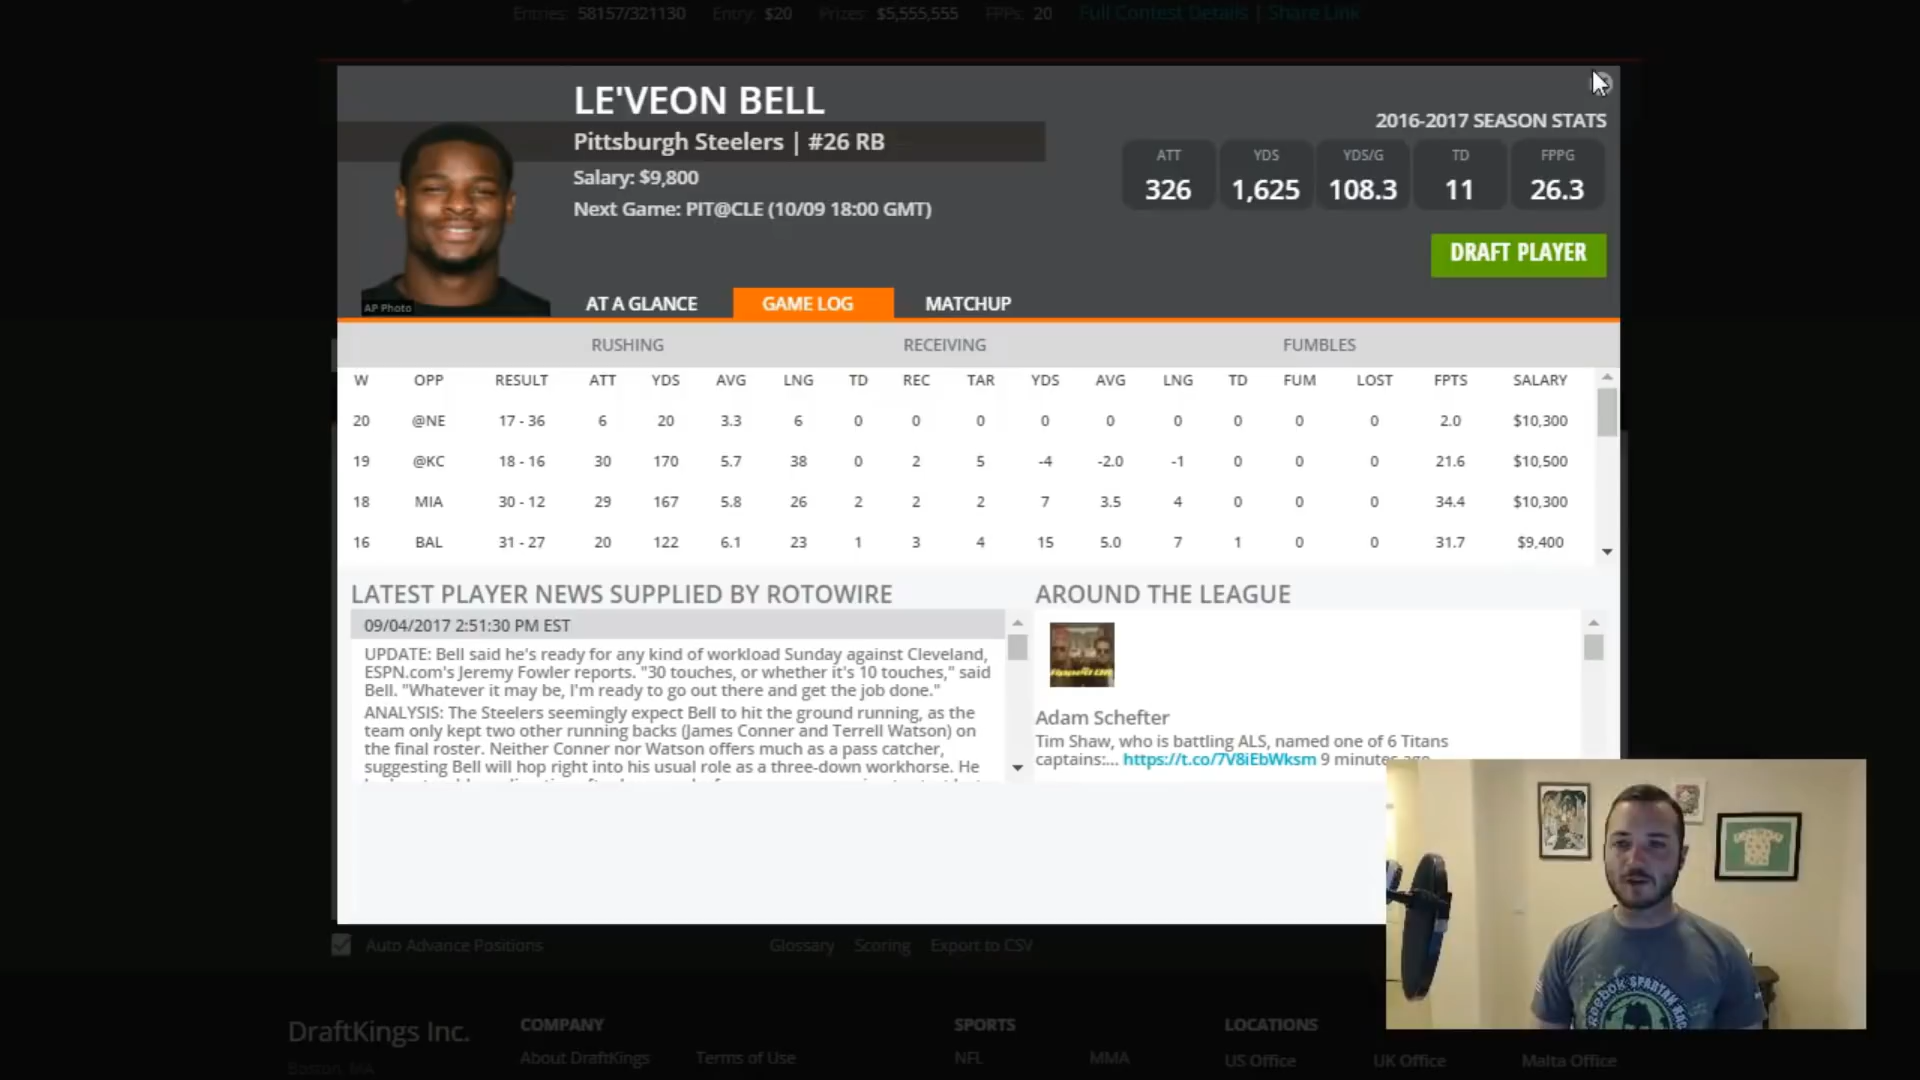 Entries: 58157/321130 Entry: $20 Prizes: $5,555,555 FPPs: 20 Full Contest Details | Share Link
LE'VEON BELL
Pittsburgh Steelers | #26 RB
Salary: $9,800
Next Game: PIT@CLE (10/09 18:00 GMT)
2016-2017 SEASON STATS
ATT YDS YDS/G TD FPPG
326 1,625 108.3 11 26.3
DRAFT PLAYER
AP Photo
AT A GLANCE GAME LOG MATCHUP
RUSHING RECEIVING FUMBLES
W OPP RESULT ATT YDS AVG LNG TD REC TAR YDS AVG LNG TD FUM LOST FPTS SALARY
20 @NE 17 - 36 6 20 3.3 6 0 0 0 0 0 0 0 0 0 2.0 $10,300
19 @KC 18 - 16 30 170 5.7 38 0 2 5 -4 -2.0 -1 0 0 0 21.6 $10,500
18 MIA 30 - 12 29 167 5.8 26 2 2 2 7 3.5 4 0 0 0 34.4 $10,300
16 BAL 31 - 27 20 122 6.1 23 1 3 4 15 5.0 7 1 0 0 31.7 $9,400
LATEST PLAYER NEWS SUPPLIED BY ROTOWIRE
09/04/2017 2:51:30 PM EST
UPDATE: Bell said he's ready for any kind of workload Sunday against Cleveland,
ESPN.com's Jeremy Fowler reports. "30 touches, or whether it's 10 touches," said
Bell. "Whatever it may be, I'm ready to go out there and get the job done."
ANALYSIS: The Steelers seemingly expect Bell to hit the ground running, as the
team only kept two other running backs (James Conner and Terrell Watson) on
the final roster. Neither Conner nor Watson offers much as a pass catcher,
suggesting Bell will hop right into his usual role as a three-down workhorse. He
AROUND THE LEAGUE
Adam Schefter
Tim Shaw, who is battling ALS, named one of 6 Titans
captains:... https://t.co/7V8iEbWksm 9 minutes ago
Reebok SPARTAN RACE
Auto Advance Positions Glossary Scoring Export to CSV
DraftKings Inc.
Boston, MA
COMPANY
About DraftKings Terms of Use
SPORTS
NFL MMA
LOCATIONS
US Office UK Office Malta Office